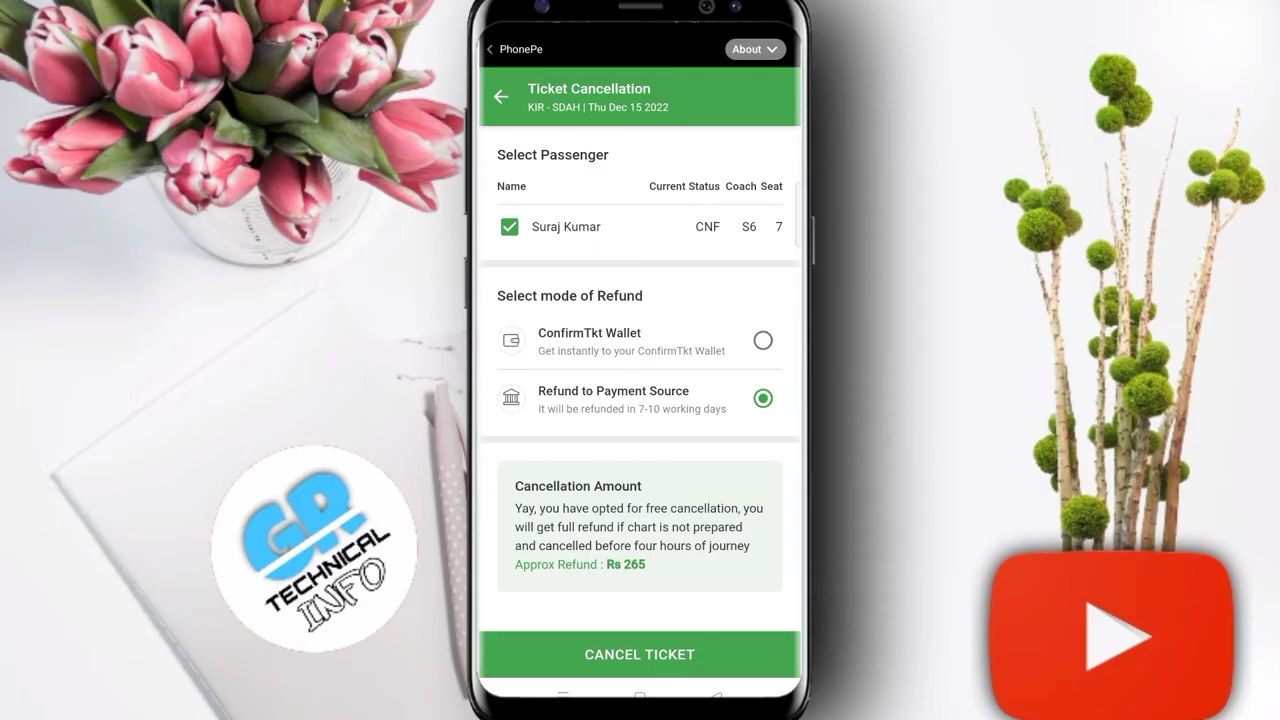 PhonePe
About
Ticket Cancellation
KIR - SDAH | Thu Dec 15 2022
Select Passenger
Name Current Status Coach Seat
Suraj Kumar CNF S6 7
Select mode of Refund
ConfirmTkt Wallet
Get instantly to your ConfirmTkt Wallet
Refund to Payment Source
It will be refunded in 7-10 working days
Cancellation Amount
Yay, you have opted for free cancellation, you
will get full refund if chart is not prepared
and cancelled before four hours of journey
Approx Refund : Rs 265
CANCEL TICKET
GR
TECHNICAL
INFO